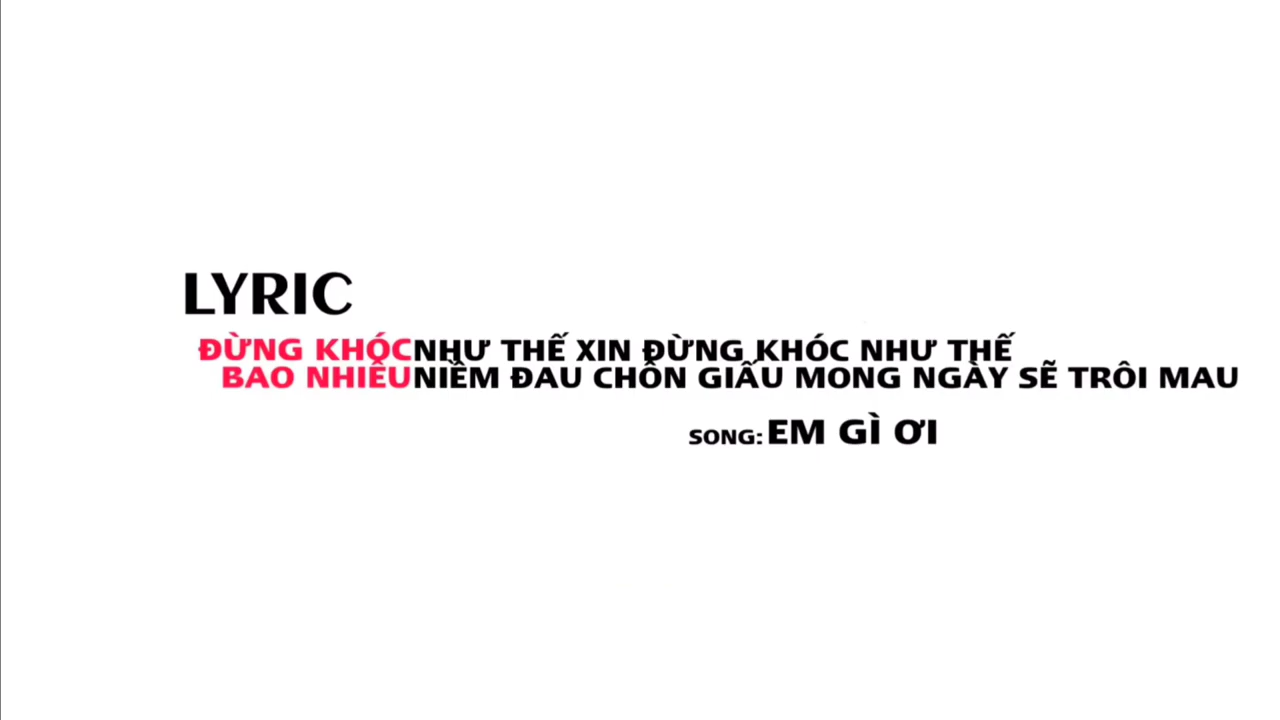 LYRIC
ĐỪNG KHÓC NHƯ THẾ XIN ĐỪNG KHÓC NHƯ THẾ
BAO NHIÊU NIỀM ĐAU CHÔN GIẤU MONG NGÀY SẼ TRÔI MAU
SONG: EM GÌ ƠI